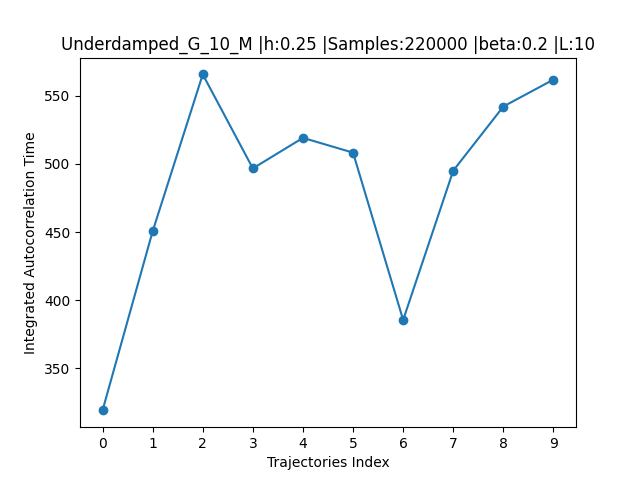 Underdamped_G_10_M |h:0.25 |Samples:220000 |beta:0.2 |L:10
Integrated Autocorrelation Time
550
500
450
400
350
0 1 2 3 4 5 6 7 8 9
Trajectories Index